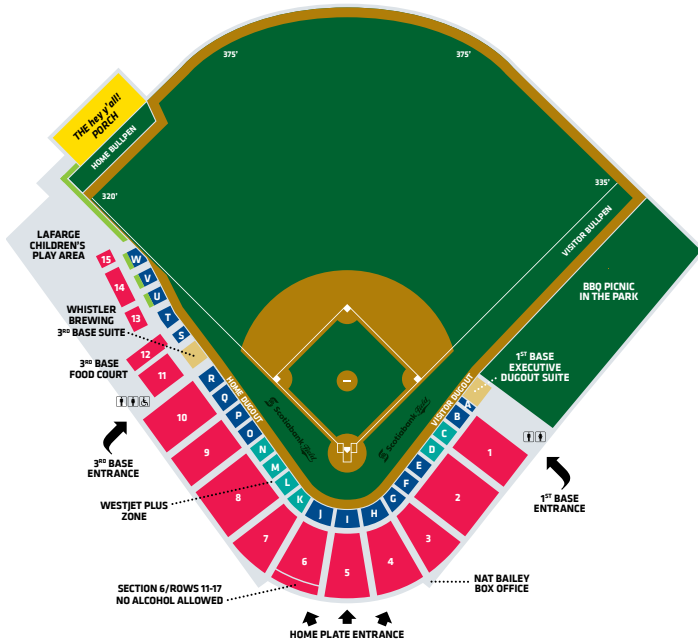 375'
375'
THE hey y'all!
PORCH
HOME BULLPEN
320'
335'
VISITOR BULLPEN
LAFARGE
CHILDREN'S
PLAY AREA
BBQ PICNIC
IN THE PARK
15
14
13
12
11
10
9
8
7
6
5
4
3
2
1
W
V
U
T
S
R
Q
P
O
N
M
L
K
J
I
H
G
F
E
D
C
B
A
WHISTLER
BREWING
3RD BASE SUITE
3RD BASE
FOOD COURT
HOME DUGOUT
Scotiabank Field
Scotiabank Field
VISITOR DUGOUT
1ST BASE
EXECUTIVE
DUGOUT SUITE
3RD BASE
ENTRANCE
1ST BASE
ENTRANCE
WESTJET PLUS
ZONE
SECTION 6/ROWS 11-17
NO ALCOHOL ALLOWED
NAT BAILEY
BOX OFFICE
HOME PLATE ENTRANCE